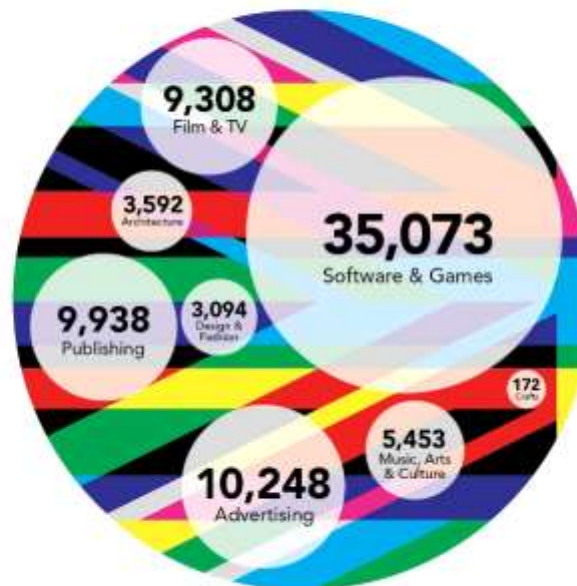 9,308
Film & TV
3,592
Architecture
35,073
Software & Games
9,938
Publishing
3,094
Design &
Fashion
172
Crafts
5,453
Music, Arts
& Culture
10,248
Advertising